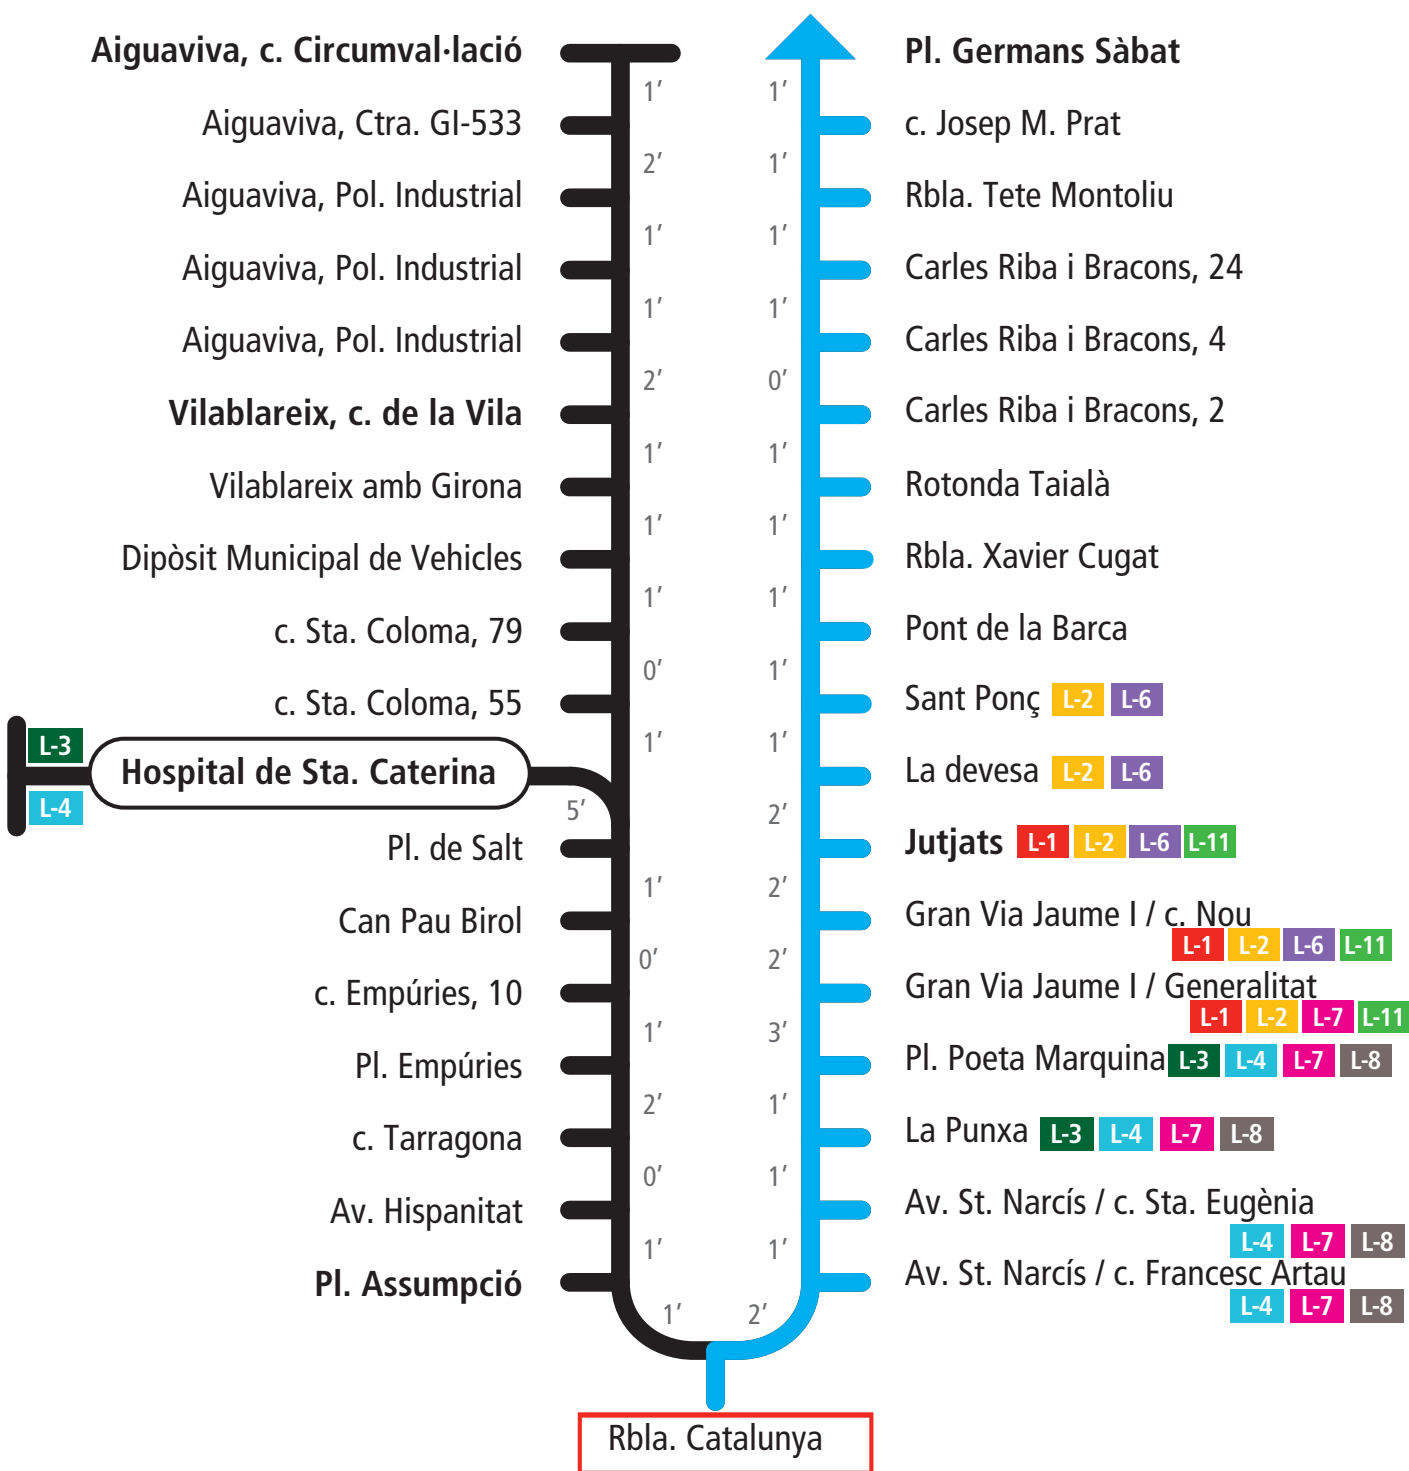 Aiguaviva, c. Circumval·lació
1’
Aiguaviva, Ctra. GI-533
2’
Aiguaviva, Pol. Industrial
1’
Aiguaviva, Pol. Industrial
1’
Aiguaviva, Pol. Industrial
2’
Vilablareix, c. de la Vila
1’
Vilablareix amb Girona
1’
Dipòsit Municipal de Vehicles
1’
c. Sta. Coloma, 79
0’
c. Sta. Coloma, 55
1’
L-3
Hospital de Sta. Caterina
L-4
5’
Pl. de Salt
1’
Can Pau Birol
0’
c. Empúries, 10
1’
Pl. Empúries
2’
c. Tarragona
0’
Av. Hispanitat
1’
Pl. Assumpció
1’
Rbla. Catalunya
Pl. Germans Sàbat
1’
c. Josep M. Prat
1’
Rbla. Tete Montoliu
1’
Carles Riba i Bracons, 24
1’
Carles Riba i Bracons, 4
0’
Carles Riba i Bracons, 2
1’
Rotonda Taialà
1’
Rbla. Xavier Cugat
1’
Pont de la Barca
1’
Sant Ponç L-2 L-6
1’
La devesa L-2 L-6
2’
Jutjats L-1 L-2 L-6 L-11
2’
Gran Via Jaume I / c. Nou
L-1 L-2 L-6 L-11
2’
Gran Via Jaume I / Generalitat
L-1 L-2 L-7 L-11
3’
Pl. Poeta Marquina L-3 L-4 L-7 L-8
1’
La Punxa L-3 L-4 L-7 L-8
1’
Av. St. Narcís / c. Sta. Eugènia
L-4 L-7 L-8
1’
Av. St. Narcís / c. Francesc Artau
L-4 L-7 L-8
2’